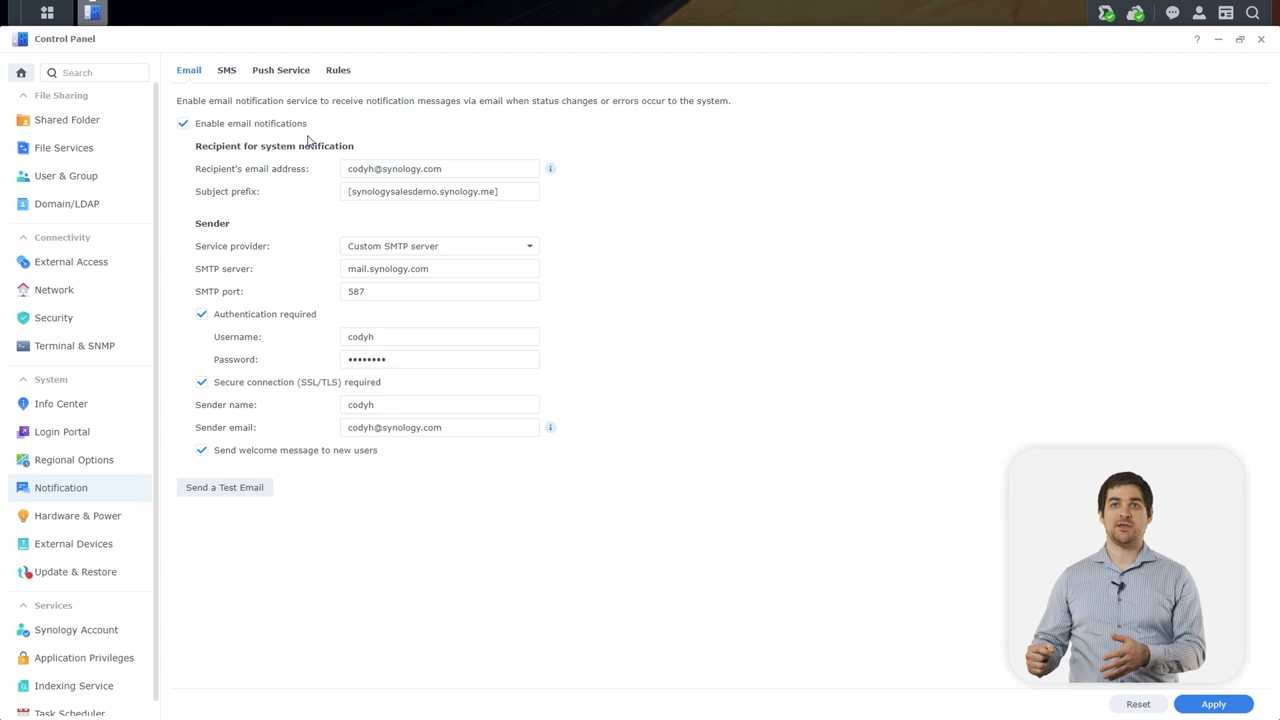 Control Panel
?
Search
File Sharing
Shared Folder
File Services
User & Group
Domain/LDAP
Connectivity
External Access
Network
Security
Terminal & SNMP
System
Info Center
Login Portal
Regional Options
Notification
Hardware & Power
External Devices
Update & Restore
Services
Synology Account
Application Privileges
Indexing Service
Task Scheduler
Email SMS Push Service Rules
Enable email notification service to receive notification messages via email when status changes or errors occur to the system.
Enable email notifications
Recipient for system notification
Recipient's email address: codyh@synology.com
Subject prefix: [synologysalesdemo.synology.me]
Sender
Service provider: Custom SMTP server
SMTP server: mail.synology.com
SMTP port: 587
Authentication required
Username: codyh
Password: ••••••••
Secure connection (SSL/TLS) required
Sender name: codyh
Sender email: codyh@synology.com
Send welcome message to new users
Send a Test Email
Reset Apply